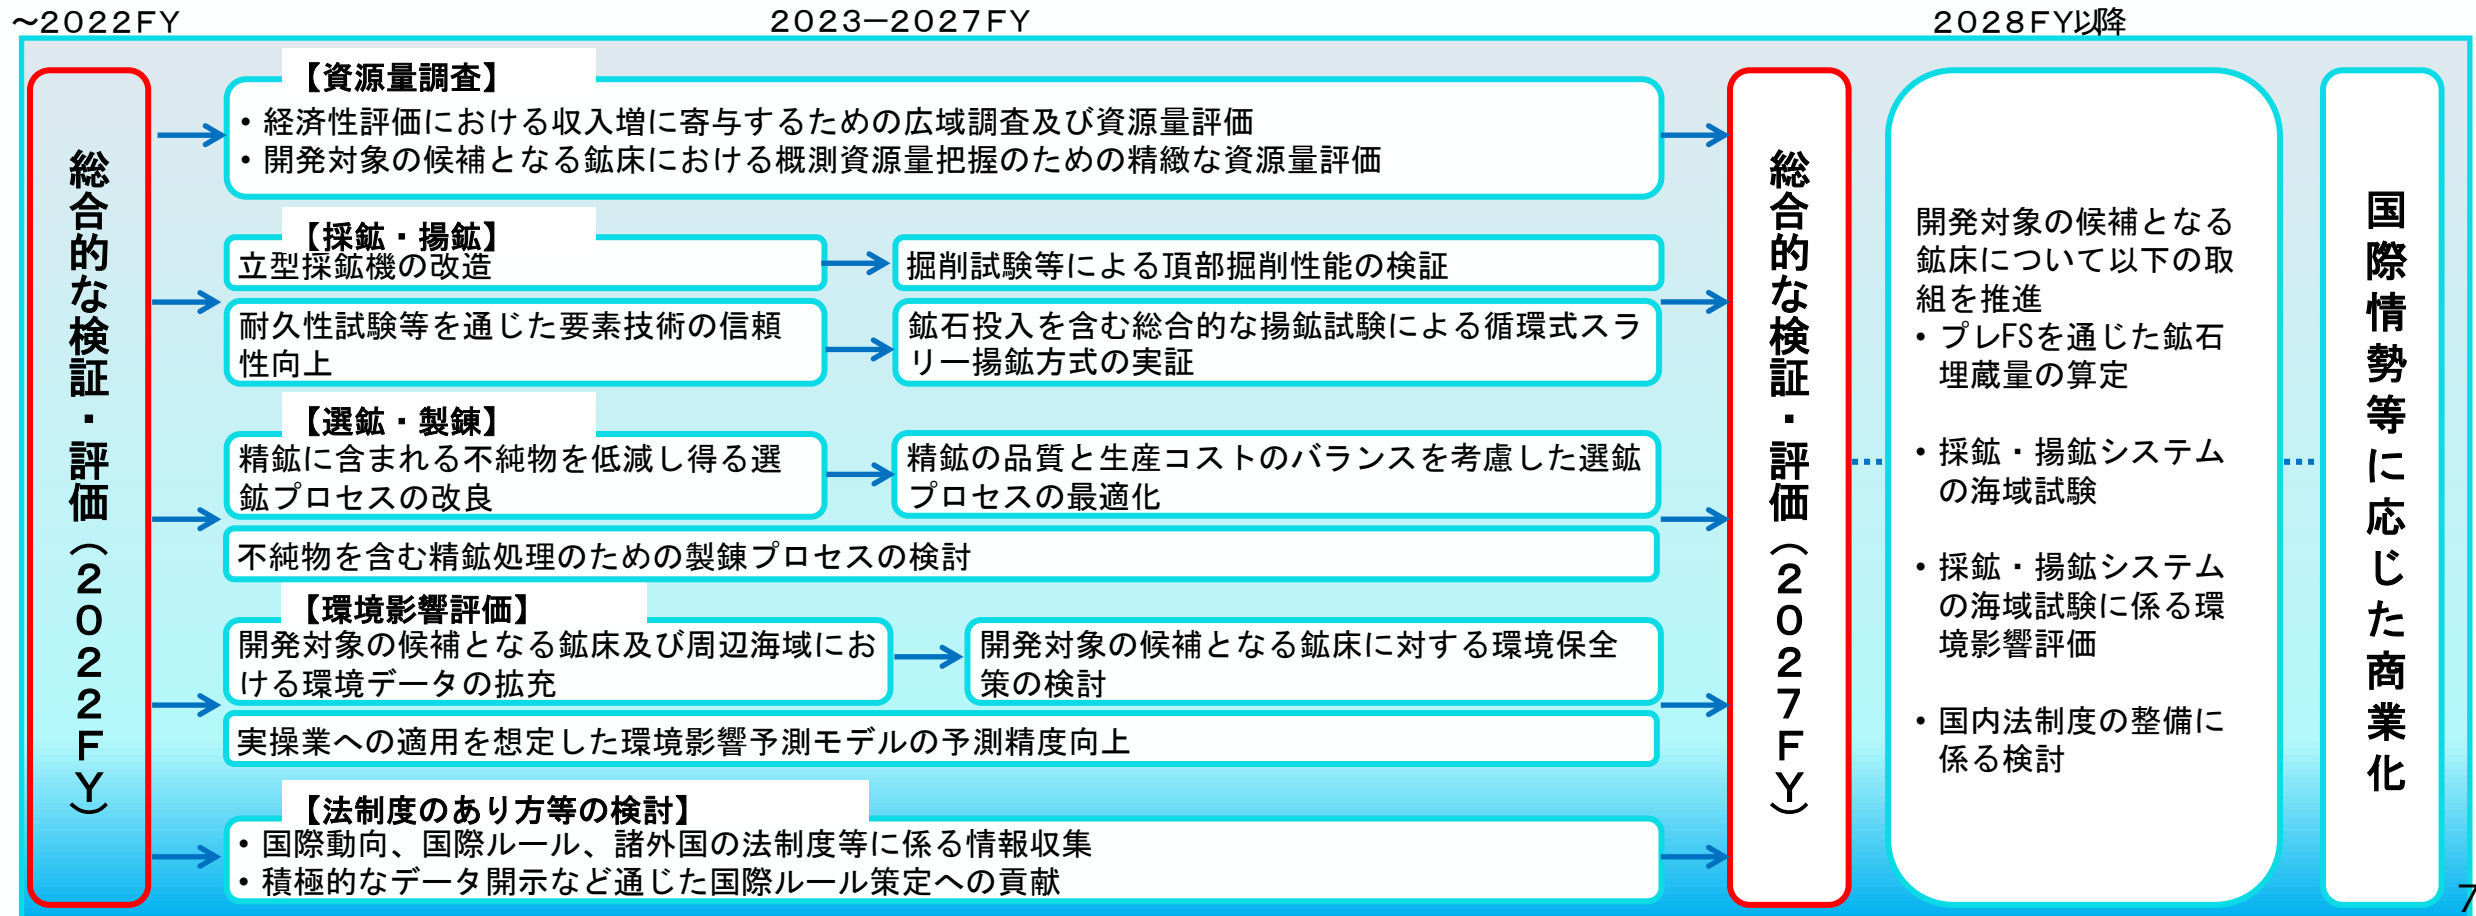 ～2022FY
2023－2027FY
2028FY以降
総合的な検証・評価（2022FY）
【資源量調査】
• 経済性評価における収入増に寄与するための広域調査及び資源量評価
• 開発対象の候補となる鉱床における概測資源量把握のための精緻な資源量評価
【採鉱・揚鉱】
立型採鉱機の改造
掘削試験等による頂部掘削性能の検証
耐久性試験等を通じた要素技術の信頼
性向上
鉱石投入を含む総合的な揚鉱試験による循環式スラ
リー揚鉱方式の実証
【選鉱・製錬】
精鉱に含まれる不純物を低減し得る選
鉱プロセスの改良
精鉱の品質と生産コストのバランスを考慮した選鉱
プロセスの最適化
不純物を含む精鉱処理のための製錬プロセスの検討
【環境影響評価】
開発対象の候補となる鉱床及び周辺海域にお
ける環境データの拡充
開発対象の候補となる鉱床に対する環境保全
策の検討
実操業への適用を想定した環境影響予測モデルの予測精度向上
【法制度のあり方等の検討】
• 国際動向、国際ルール、諸外国の法制度等に係る情報収集
• 積極的なデータ開示など通じた国際ルール策定への貢献
総合的な検証・評価（2027FY）
開発対象の候補となる
鉱床について以下の取
組を推進
• プレFSを通じた鉱石
埋蔵量の算定
• 採鉱・揚鉱システム
の海域試験
• 採鉱・揚鉱システム
の海域試験に係る環
境影響評価
• 国内法制度の整備に
係る検討
国際情勢等に応じた商業化
7